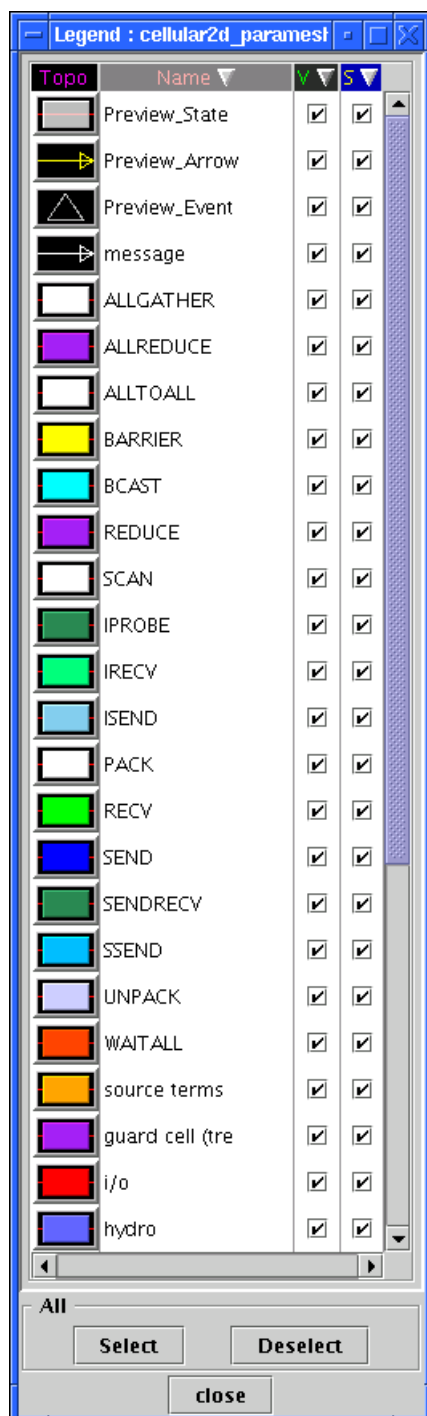 Legend : cellular2d_paramesh
Topo Name V S
Preview_State
Preview_Arrow
Preview_Event
message
ALLGATHER
ALLREDUCE
ALLTOALL
BARRIER
BCAST
REDUCE
SCAN
IPROBE
IRECV
ISEND
PACK
RECV
SEND
SENDRECV
SSEND
UNPACK
WAITALL
source terms
guard cell (tre
i/o
hydro
All
Select Deselect
close